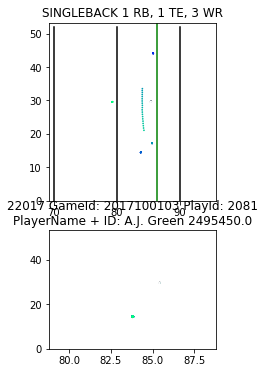 SINGLEBACK 1 RB, 1 TE, 3 WR
50
40
30
20
10
0
70 80 90
22017 GameId: 2017100103 PlayId: 2081
PlayerName + ID: A.J. Green 2495450.0
40
20
0
80.0 82.5 85.0 87.5